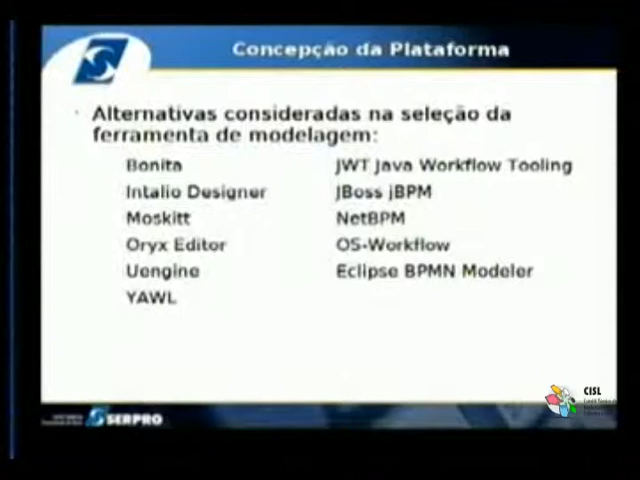 Concepção da Plataforma
Alternativas consideradas na seleção da
ferramenta de modelagem:
Bonita
Intalio Designer
Moskitt
Oryx Editor
Uengine
YAWL
JWT Java Workflow Tooling
JBoss jBPM
NetBPM
OS-Workflow
Eclipse BPMN Modeler
SERPRO
CISL